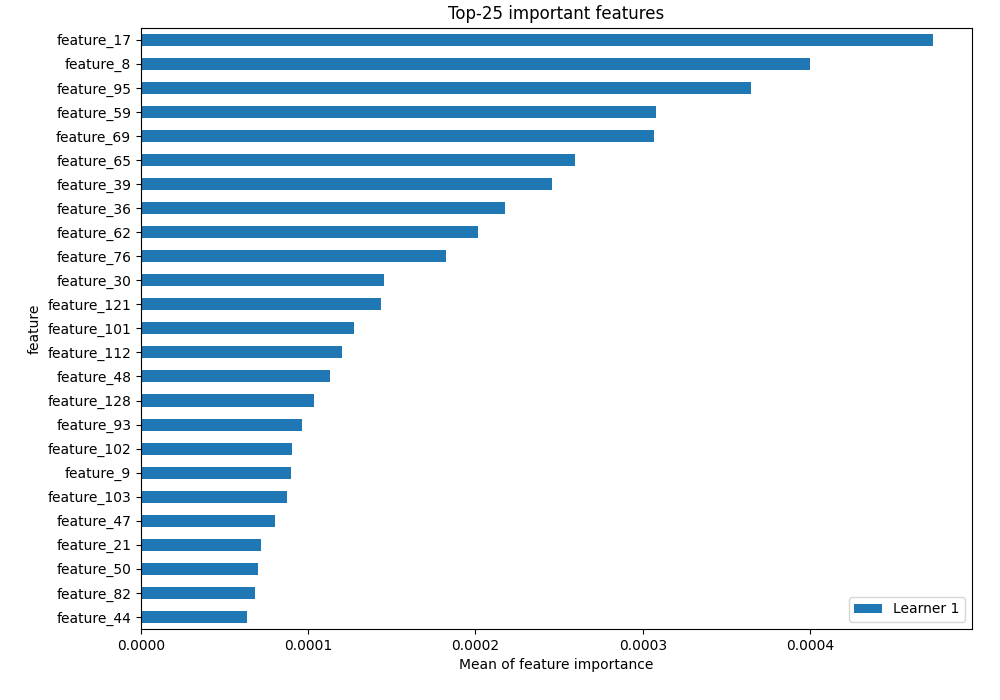 Top-25 important features
feature_17
feature_8
feature_95
feature_59
feature_69
feature_65
feature_39
feature_36
feature_62
feature_76
feature_30
feature_121
feature_101
feature_112
feature_48
feature_128
feature_93
feature_102
feature_9
feature_103
feature_47
feature_21
feature_50
feature_82
feature_44
feature
Learner 1
0.0000 0.0001 0.0002 0.0003 0.0004
Mean of feature importance